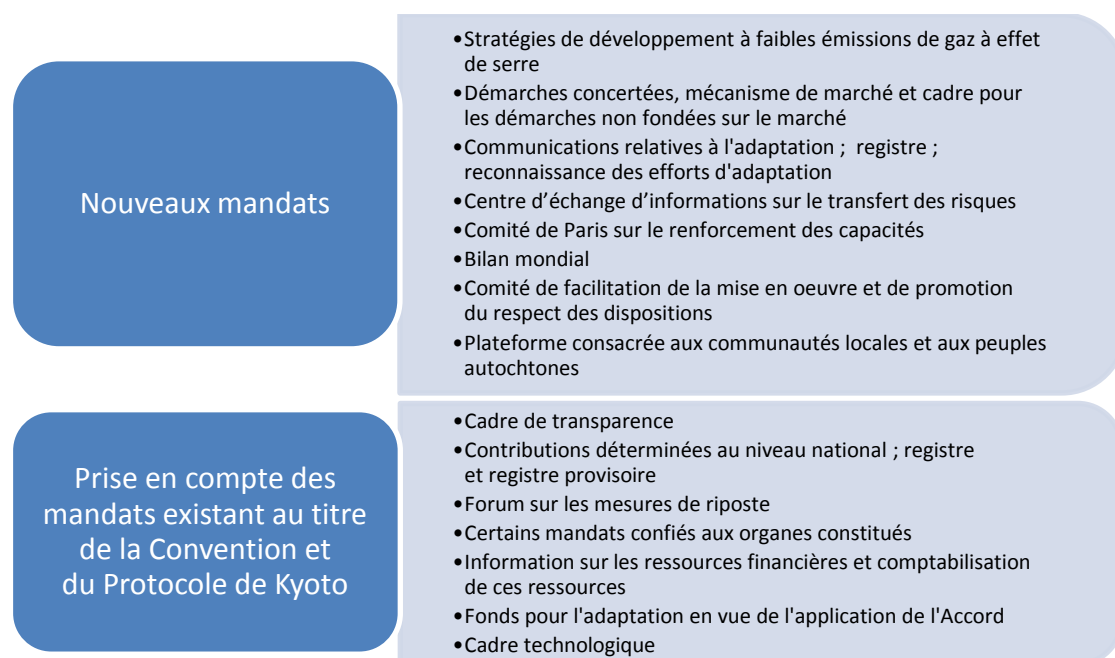 Nouveaux mandats
•Stratégies de développement à faibles émissions de gaz à effet
de serre
•Démarches concertées, mécanisme de marché et cadre pour
les démarches non fondées sur le marché
•Communications relatives à l'adaptation ; registre ;
reconnaissance des efforts d'adaptation
•Centre d’échange d’informations sur le transfert des risques
•Comité de Paris sur le renforcement des capacités
•Bilan mondial
•Comité de facilitation de la mise en oeuvre et de promotion
du respect des dispositions
•Plateforme consacrée aux communautés locales et aux peuples
autochtones
Prise en compte des
mandats existant au titre
de la Convention et
du Protocole de Kyoto
•Cadre de transparence
•Contributions déterminées au niveau national ; registre
et registre provisoire
•Forum sur les mesures de riposte
•Certains mandats confiés aux organes constitués
•Information sur les ressources financières et comptabilisation
de ces ressources
•Fonds pour l'adaptation en vue de l'application de l'Accord
•Cadre technologique